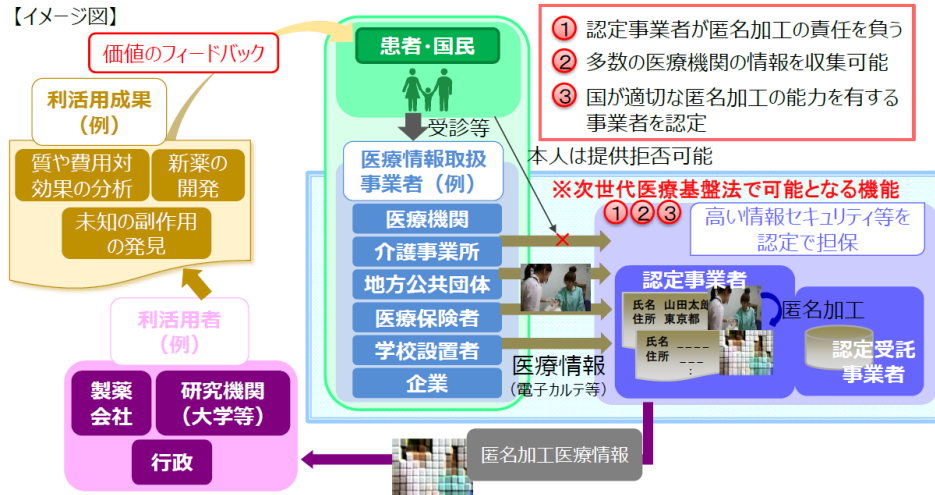 【イメージ図】
価値のフィードバック
患者・国民
① 認定事業者が匿名加工の責任を負う
② 多数の医療機関の情報を収集可能
③ 国が適切な匿名加工の能力を有する
事業者を認定
利活用成果
（例）
質や費用対
効果の分析
新薬の
開発
未知の副作用
の発見
受診等
本人は提供拒否可能
医療情報取扱
事業者（例）
医療機関
介護事業所
地方公共団体
医療保険者
学校設置者
企業
※次世代医療基盤法で可能となる機能
①②③
高い情報セキュリティ等を
認定で担保
認定事業者
氏名 山田太郎
住所 東京都
氏名 ＿＿＿＿
住所 ＿＿＿
：
匿名加工
認定受託
事業者
医療情報
（電子カルテ等）
利活用者
（例）
製薬
会社
研究機関
（大学等）
行政
匿名加工医療情報